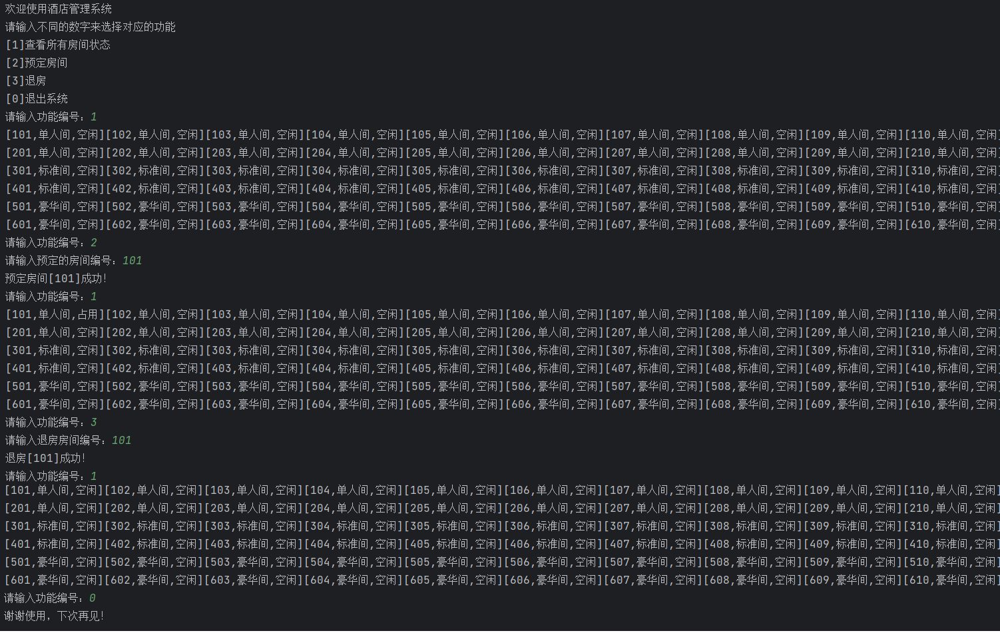 欢迎使用酒店管理系统
请输入不同的数字来选择对应的功能
[1]查看所有房间状态
[2]预定房间
[3]退房
[0]退出系统
请输入功能编号：1
[101,单人间,空闲][102,单人间,空闲][103,单人间,空闲][104,单人间,空闲][105,单人间,空闲][106,单人间,空闲][107,单人间,空闲][108,单人间,空闲][109,单人间,空闲][110,单人间,空闲]
[201,单人间,空闲][202,单人间,空闲][203,单人间,空闲][204,单人间,空闲][205,单人间,空闲][206,单人间,空闲][207,单人间,空闲][208,单人间,空闲][209,单人间,空闲][210,单人间,空闲]
[301,标准间,空闲][302,标准间,空闲][303,标准间,空闲][304,标准间,空闲][305,标准间,空闲][306,标准间,空闲][307,标准间,空闲][308,标准间,空闲][309,标准间,空闲][310,标准间,空闲]
[401,标准间,空闲][402,标准间,空闲][403,标准间,空闲][404,标准间,空闲][405,标准间,空闲][406,标准间,空闲][407,标准间,空闲][408,标准间,空闲][409,标准间,空闲][410,标准间,空闲]
[501,豪华间,空闲][502,豪华间,空闲][503,豪华间,空闲][504,豪华间,空闲][505,豪华间,空闲][506,豪华间,空闲][507,豪华间,空闲][508,豪华间,空闲][509,豪华间,空闲][510,豪华间,空闲]
[601,豪华间,空闲][602,豪华间,空闲][603,豪华间,空闲][604,豪华间,空闲][605,豪华间,空闲][606,豪华间,空闲][607,豪华间,空闲][608,豪华间,空闲][609,豪华间,空闲][610,豪华间,空闲]
请输入功能编号：2
请输入预定的房间编号：101
预定房间[101]成功！
请输入功能编号：1
[101,单人间,占用][102,单人间,空闲][103,单人间,空闲][104,单人间,空闲][105,单人间,空闲][106,单人间,空闲][107,单人间,空闲][108,单人间,空闲][109,单人间,空闲][110,单人间,空闲]
[201,单人间,空闲][202,单人间,空闲][203,单人间,空闲][204,单人间,空闲][205,单人间,空闲][206,单人间,空闲][207,单人间,空闲][208,单人间,空闲][209,单人间,空闲][210,单人间,空闲]
[301,标准间,空闲][302,标准间,空闲][303,标准间,空闲][304,标准间,空闲][305,标准间,空闲][306,标准间,空闲][307,标准间,空闲][308,标准间,空闲][309,标准间,空闲][310,标准间,空闲]
[401,标准间,空闲][402,标准间,空闲][403,标准间,空闲][404,标准间,空闲][405,标准间,空闲][406,标准间,空闲][407,标准间,空闲][408,标准间,空闲][409,标准间,空闲][410,标准间,空闲]
[501,豪华间,空闲][502,豪华间,空闲][503,豪华间,空闲][504,豪华间,空闲][505,豪华间,空闲][506,豪华间,空闲][507,豪华间,空闲][508,豪华间,空闲][509,豪华间,空闲][510,豪华间,空闲]
[601,豪华间,空闲][602,豪华间,空闲][603,豪华间,空闲][604,豪华间,空闲][605,豪华间,空闲][606,豪华间,空闲][607,豪华间,空闲][608,豪华间,空闲][609,豪华间,空闲][610,豪华间,空闲]
请输入功能编号：3
请输入退房房间编号：101
退房[101]成功！
请输入功能编号：1
[101,单人间,空闲][102,单人间,空闲][103,单人间,空闲][104,单人间,空闲][105,单人间,空闲][106,单人间,空闲][107,单人间,空闲][108,单人间,空闲][109,单人间,空闲][110,单人间,空闲]
[201,单人间,空闲][202,单人间,空闲][203,单人间,空闲][204,单人间,空闲][205,单人间,空闲][206,单人间,空闲][207,单人间,空闲][208,单人间,空闲][209,单人间,空闲][210,单人间,空闲]
[301,标准间,空闲][302,标准间,空闲][303,标准间,空闲][304,标准间,空闲][305,标准间,空闲][306,标准间,空闲][307,标准间,空闲][308,标准间,空闲][309,标准间,空闲][310,标准间,空闲]
[401,标准间,空闲][402,标准间,空闲][403,标准间,空闲][404,标准间,空闲][405,标准间,空闲][406,标准间,空闲][407,标准间,空闲][408,标准间,空闲][409,标准间,空闲][410,标准间,空闲]
[501,豪华间,空闲][502,豪华间,空闲][503,豪华间,空闲][504,豪华间,空闲][505,豪华间,空闲][506,豪华间,空闲][507,豪华间,空闲][508,豪华间,空闲][509,豪华间,空闲][510,豪华间,空闲]
[601,豪华间,空闲][602,豪华间,空闲][603,豪华间,空闲][604,豪华间,空闲][605,豪华间,空闲][606,豪华间,空闲][607,豪华间,空闲][608,豪华间,空闲][609,豪华间,空闲][610,豪华间,空闲]
请输入功能编号：0
谢谢使用，下次再见！